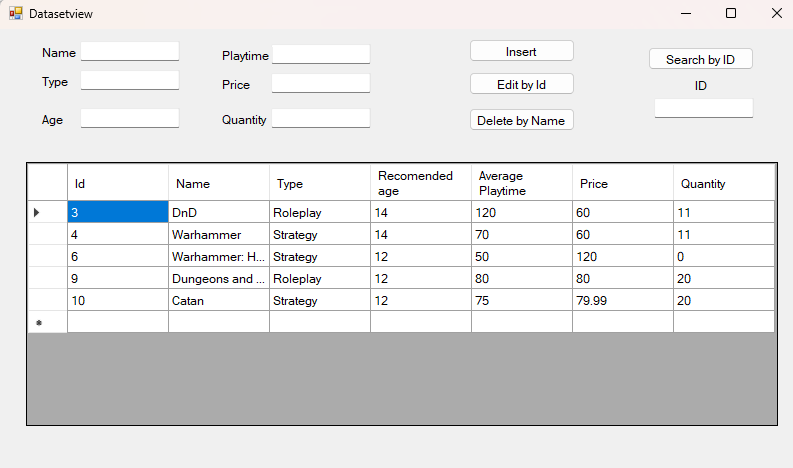 Datasetview
Name
Playtime
Insert
Search by ID
Type
Price
Edit by Id
ID
Age
Quantity
Delete by Name
Id Name Type Recomended age Average Playtime Price Quantity
3 DnD Roleplay 14 120 60 11
4 Warhammer Strategy 14 70 60 11
6 Warhammer: H... Strategy 12 50 120 0
9 Dungeons and ... Roleplay 12 80 80 20
10 Catan Strategy 12 75 79.99 20